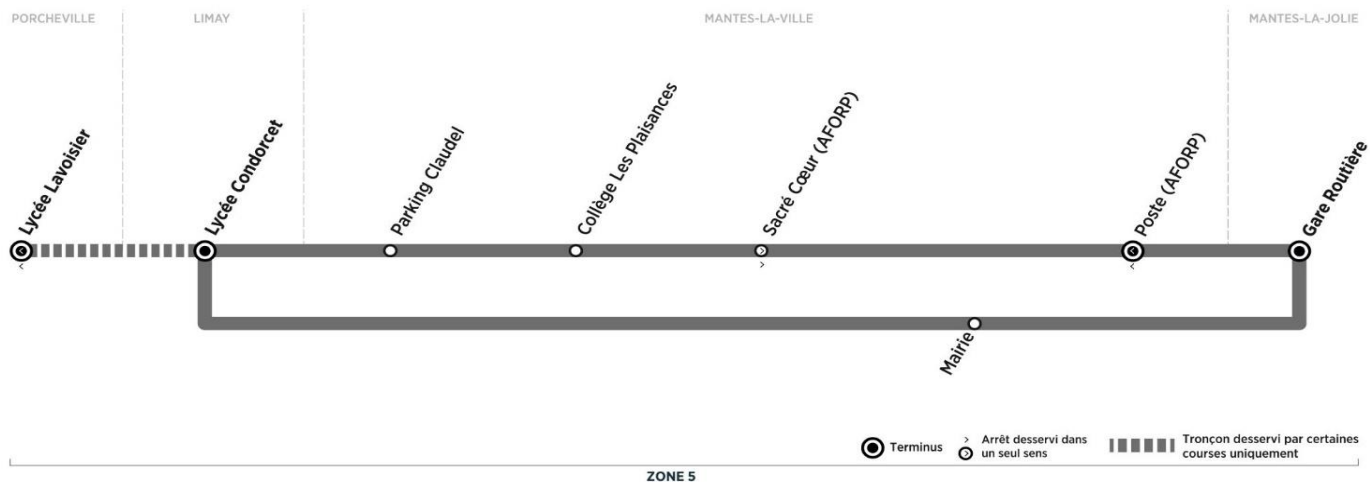 PORCHEVILLE
LIMAY
MANTES-LA-VILLE
MANTES-LA-JOLIE
Lycée Lavoisier
Lycée Condorcet
Parking Claudel
Collège Les Plaisances
Sacré Cœur (AFORP)
Poste (AFORP)
Gare Routière
Mairie
Terminus
Arrêt desservi dans
un seul sens
Tronçon desservi par certaines
courses uniquement
ZONE 5